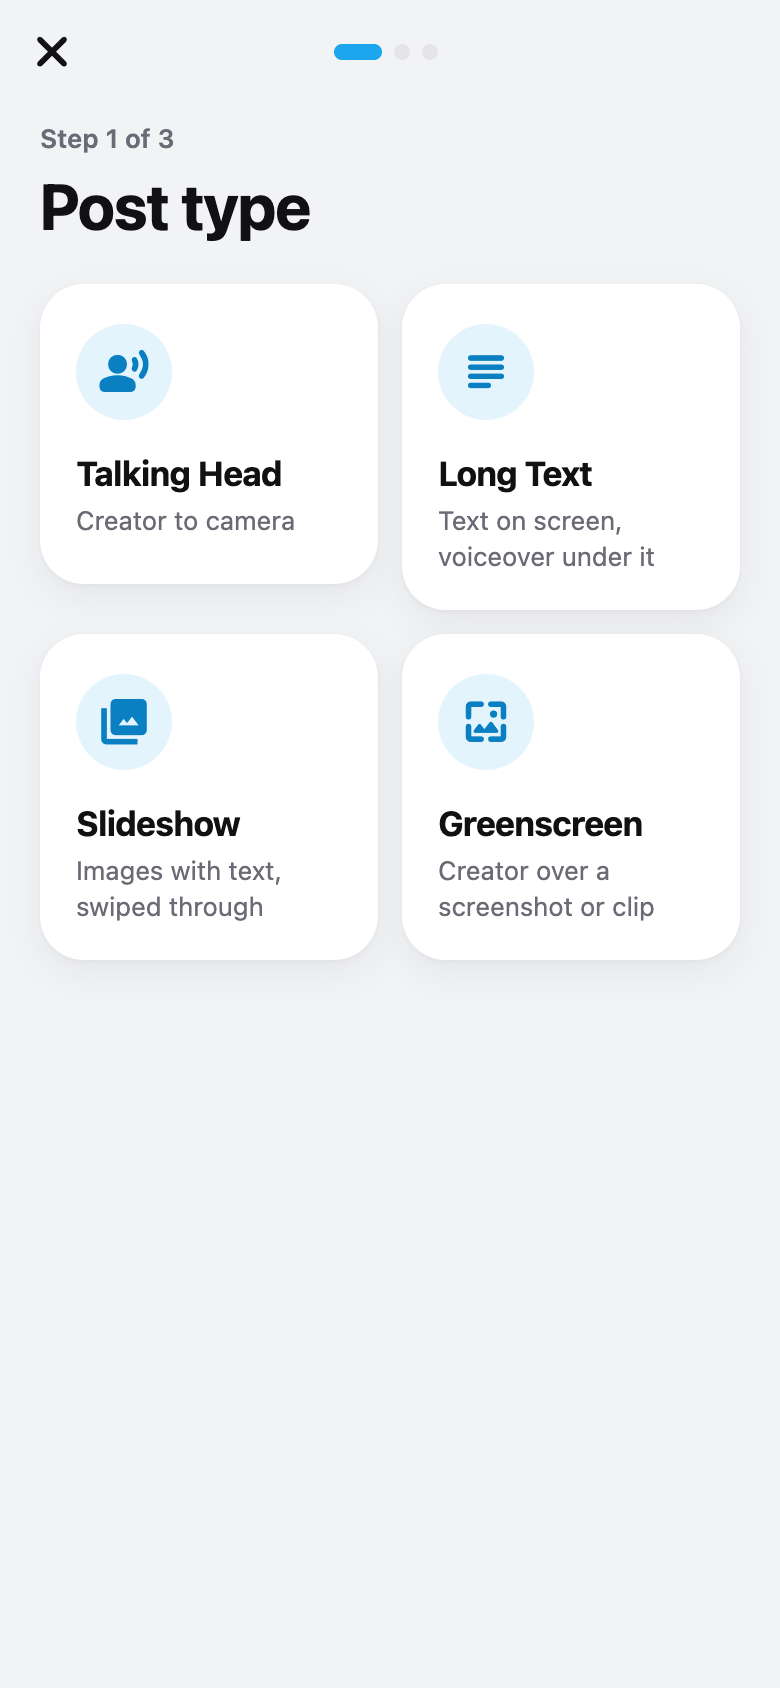 Step 1 of 3
Post type
Talking Head
Creator to camera
Long Text
Text on screen,
voiceover under it
Slideshow
Images with text,
swiped through
Greenscreen
Creator over a
screenshot or clip